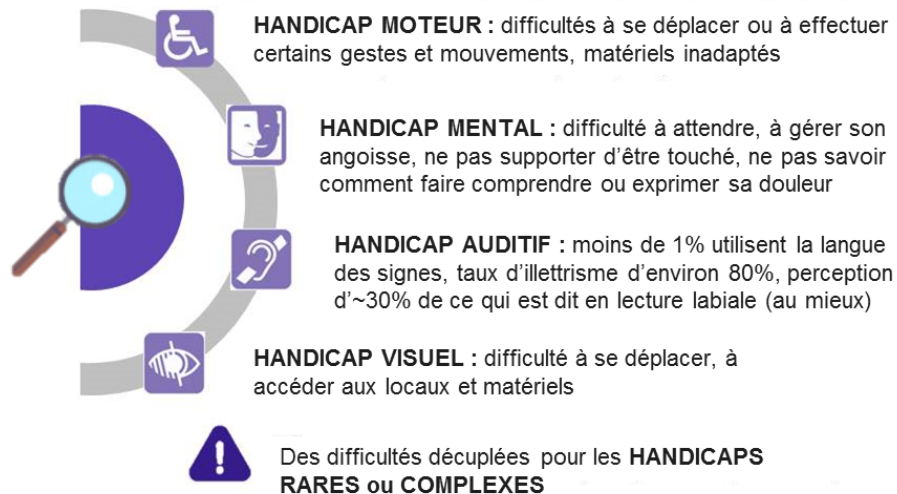 HANDICAP MOTEUR : difficultés à se déplacer ou à effectuer
certains gestes et mouvements, matériels inadaptés
HANDICAP MENTAL : difficulté à attendre, à gérer son
angoisse, ne pas supporter d'être touché, ne pas savoir
comment faire comprendre ou exprimer sa douleur
HANDICAP AUDITIF : moins de 1% utilisent la langue
des signes, taux d'illettrisme d'environ 80%, perception
d'~30% de ce qui est dit en lecture labiale (au mieux)
HANDICAP VISUEL : difficulté à se déplacer, à
accéder aux locaux et matériels
Des difficultés décuplées pour les HANDICAPS
RARES ou COMPLEXES